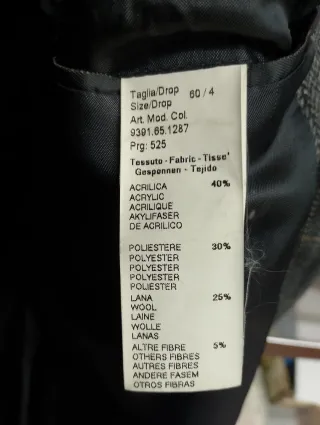 Taglia/Drop 60 / 4
Size/Drop
Art. Mod. Col.
9391.65.1287
Prg: 525
Tessuto - Fabric - Tisse'
Gesponnen - Tejido
ACRILICA 40%
ACRYLIC
ACRILIQUE
AKYLIFASER
DE ACRILICO
POLIESTERE 30%
POLYESTER
POLYESTER
POLYESTER
POLIESTER
LANA 25%
WOOL
LAINE
WOLLE
LANAS
ALTRE FIBRE 5%
OTHERS FIBRES
AUTRES FIBRES
ANDERE FASEM
OTROS FIBRAS